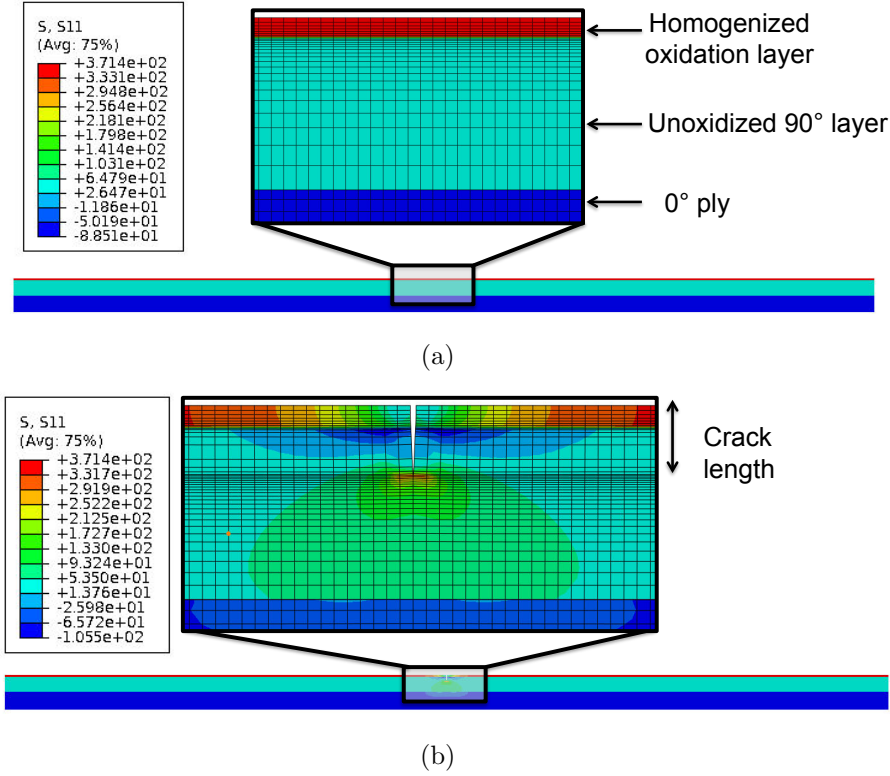 S, S11
(Avg: 75%)
+3.714e+02
+3.331e+02
+2.948e+02
+2.564e+02
+2.181e+02
+1.798e+02
+1.414e+02
+1.031e+02
+6.479e+01
+2.647e+01
-1.186e+01
-5.019e+01
-8.851e+01
Homogenized
oxidation layer
Unoxidized 90° layer
0° ply
(a)
S, S11
(Avg: 75%)
+3.714e+02
+3.317e+02
+2.919e+02
+2.522e+02
+2.125e+02
+1.727e+02
+1.330e+02
+9.324e+01
+5.350e+01
+1.376e+01
-2.598e+01
-6.572e+01
-1.055e+02
Crack
length
(b)